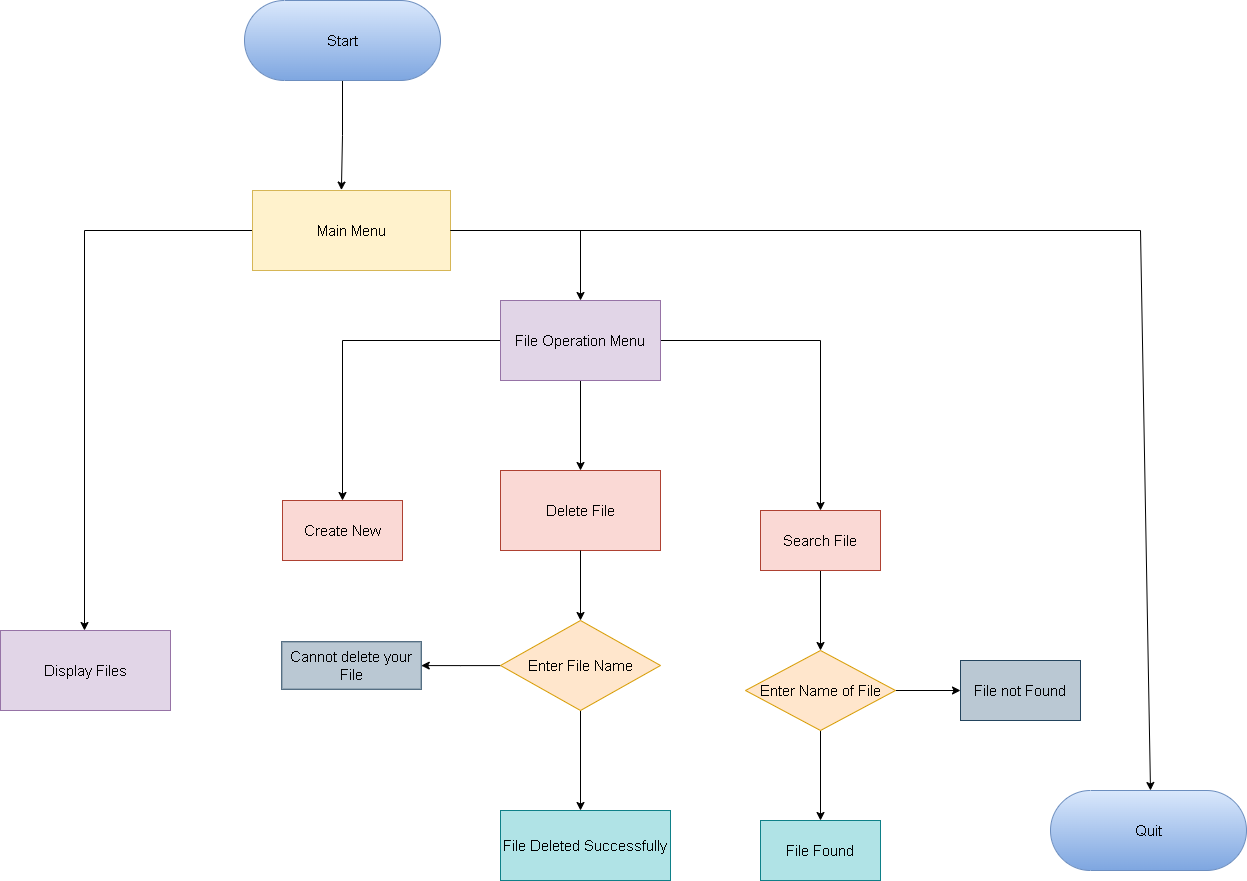 Start
Main Menu
File Operation Menu
Delete File
Create New
Search File
Cannot delete your
File
Enter File Name
Display Files
Enter Name of File
File not Found
Quit
File Deleted Successfully
File Found